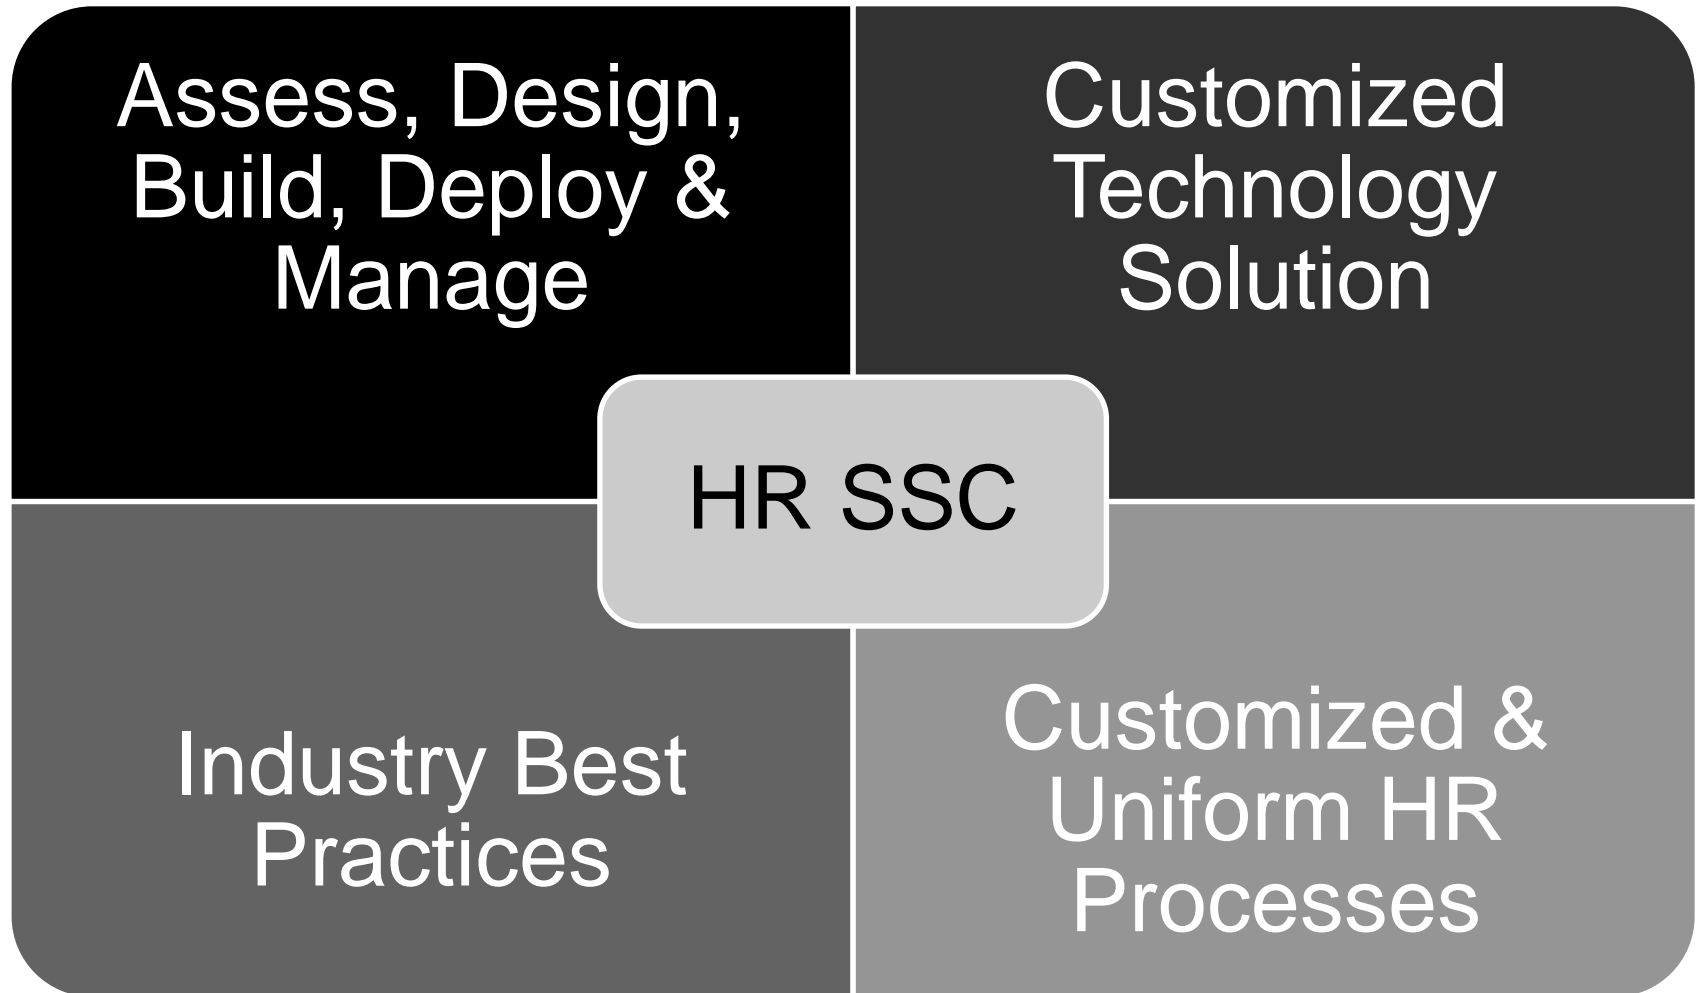 Assess, Design,
Build, Deploy &
Manage
Customized
Technology
Solution
HR SSC
Industry Best
Practices
Customized &
Uniform HR
Processes